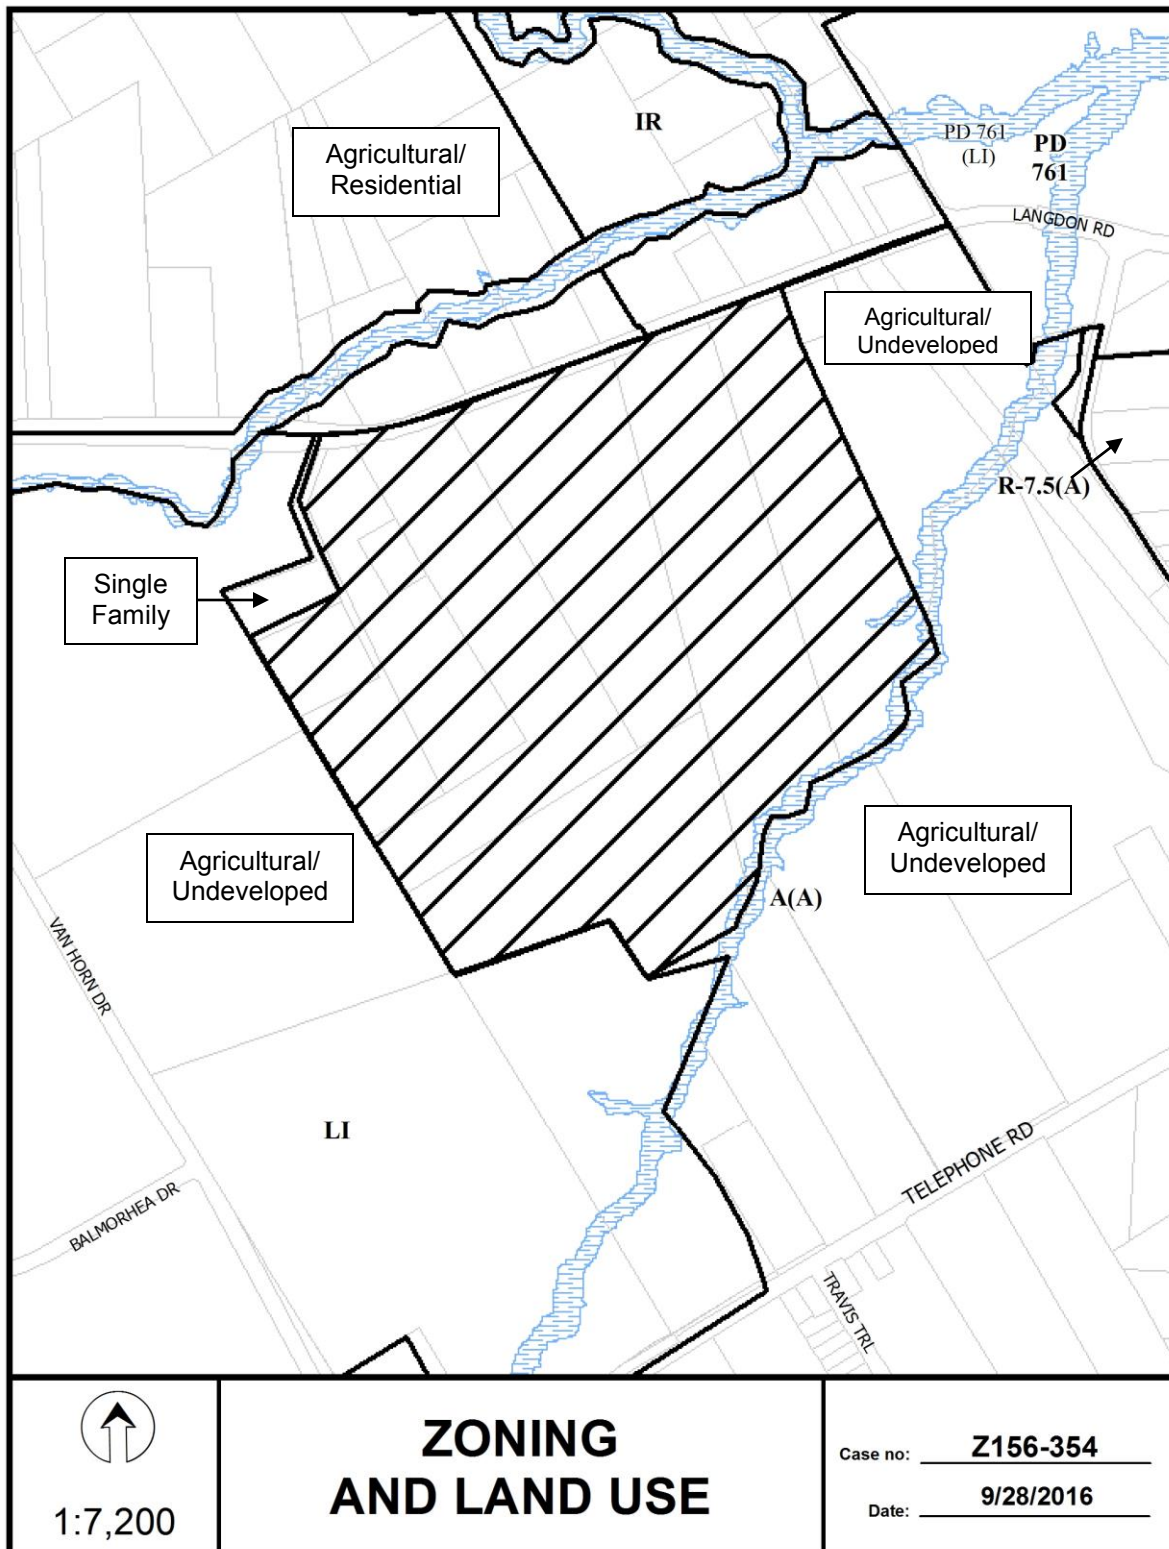 IR
Agricultural/
Residential
PD 761
(LI)
PD
761
LANGDON RD
Agricultural/
Undeveloped
R-7.5(A)
Single
Family
Agricultural/
Undeveloped
Agricultural/
Undeveloped
A(A)
VAN HORN DR
LI
TELEPHONE RD
BALMORHEA DR
TRAVIS TRL
1:7,200
ZONING
AND LAND USE
Case no: Z156-354
Date: 9/28/2016